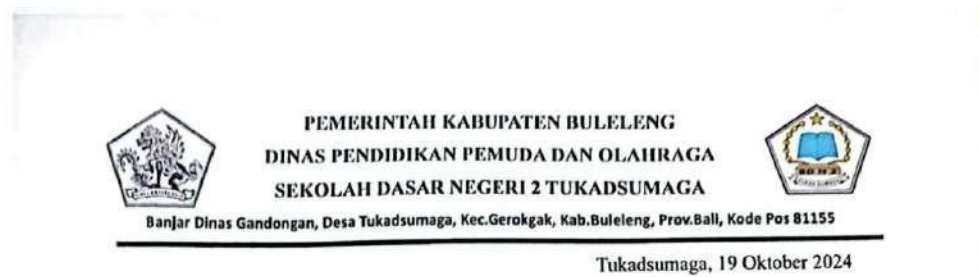 PEMERINTAH KABUPATEN BULELENG
DINAS PENDIDIKAN PEMUDA DAN OLAHRAGA
SEKOLAH DASAR NEGERI 2 TUKADSUMAGA
Banjar Dinas Gandongan, Desa Tukadsumaga, Kec.Gerokgak, Kab.Buleleng, Prov.Bali, Kode Pos 81155
Tukadsumaga, 19 Oktober 2024